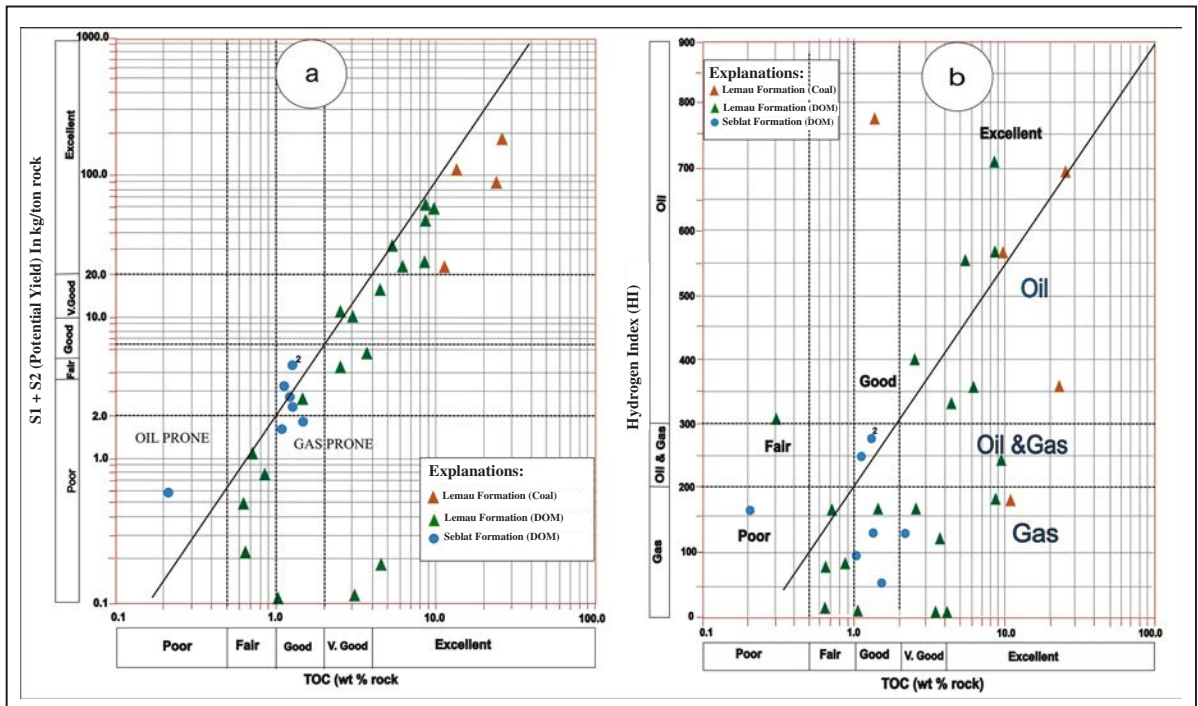 a
S1 + S2 (Potential Yield) In kg/ton rock
Excellent
V.Good
Good
Fair
Poor
1000.0
100.0
20.0
10.0
2.0
1.0
0.1
2
OIL PRONE
GAS PRONE
Explanations:
Lemau Formation (Coal)
Lemau Formation (DOM)
Seblat Formation (DOM)
0.1
1.0
10.0
100.0
Poor
Fair
Good
V. Good
Excellent
TOC (wt % rock
b
Hydrogen Index (HI)
Oil
Oil & Gas
Gas
900
800
700
600
500
400
300
200
100
0
Explanations:
Lemau Formation (Coal)
Lemau Formation (DOM)
Seblat Formation (DOM)
Excellent
Oil
Good
2
Fair
Oil &Gas
Poor
Gas
0.1
1.0
10.0
100.0
Poor
Fair
Good
V. Good
Excellent
TOC (wt % rock)